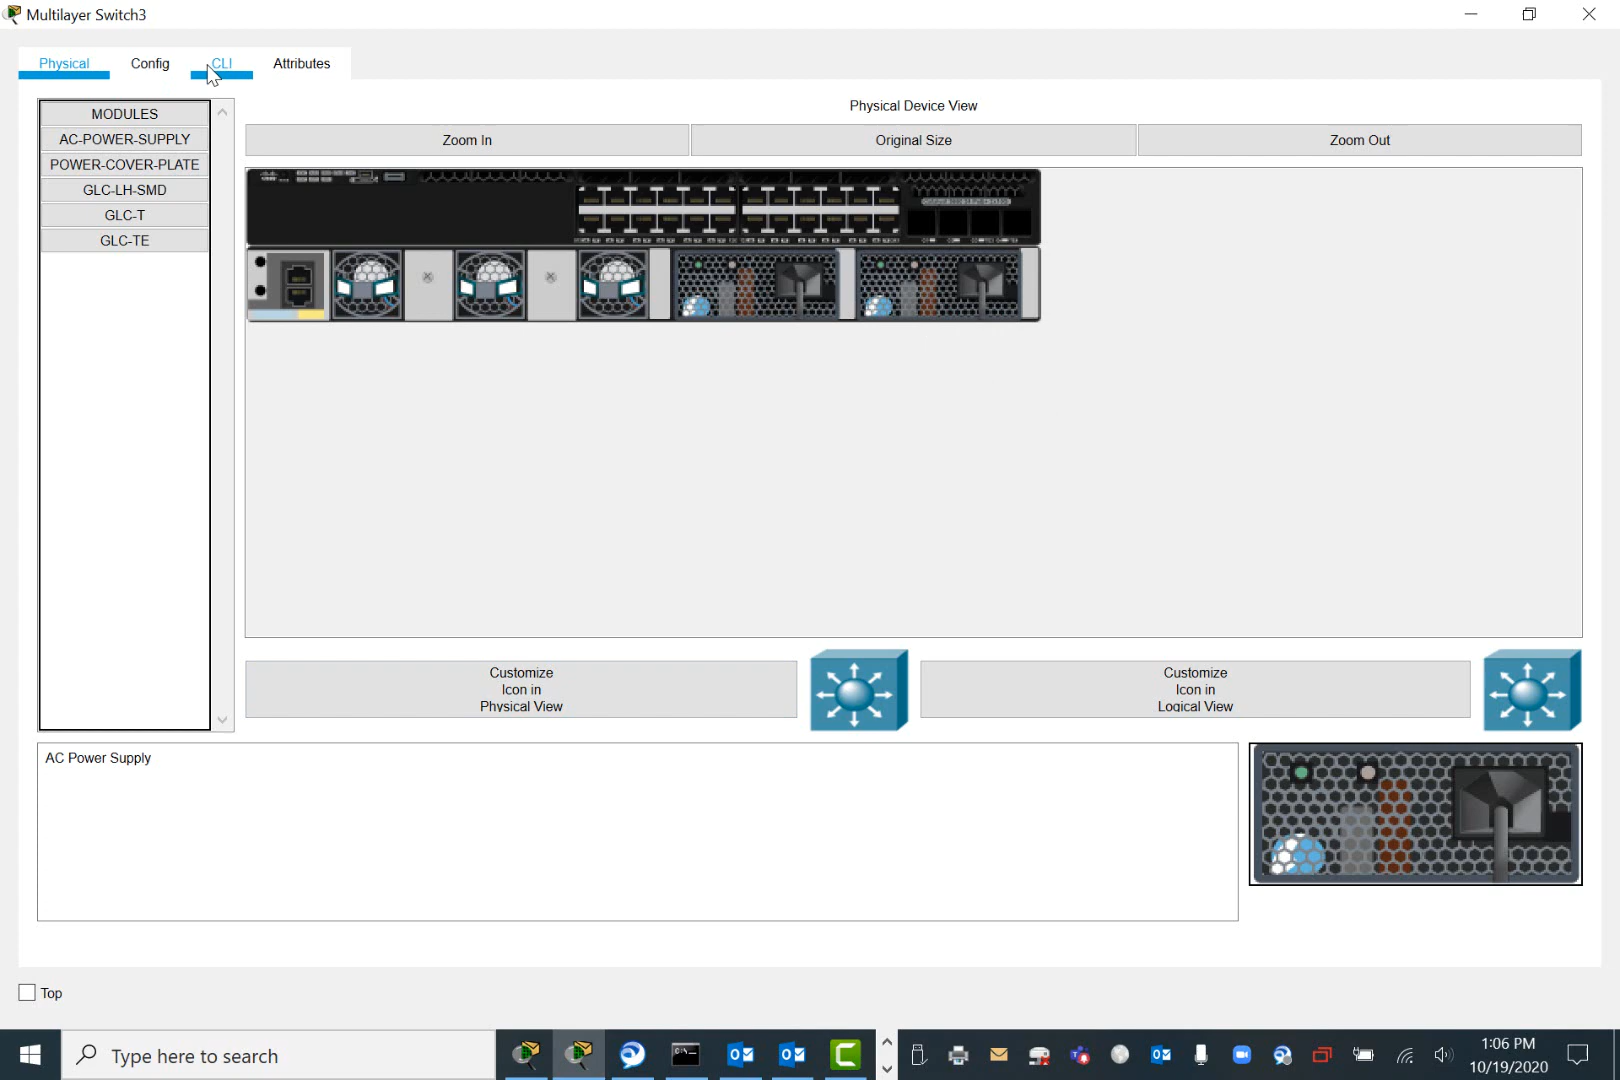 Multilayer Switch3
Physical
Config
CLI
Attributes
MODULES
AC-POWER-SUPPLY
POWER-COVER-PLATE
GLC-LH-SMD
GLC-T
GLC-TE
Physical Device View
Zoom In
Original Size
Zoom Out
Customize
Icon in
Physical View
Customize
Icon in
Logical View
AC Power Supply
Top
Type here to search
1:06 PM
10/19/2020